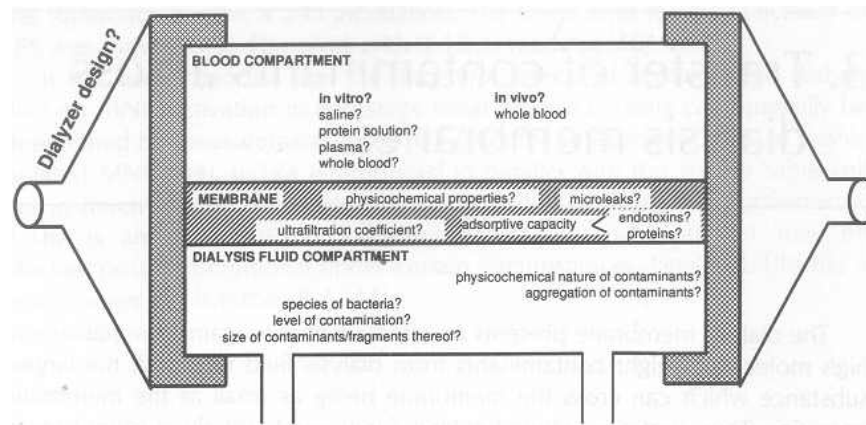 Dialyzer design?
BLOOD COMPARTMENT
In vitro?
saline?
protein solution?
plasma?
whole blood?
In vivo?
whole blood
MEMBRANE
physicochemical properties?
microleaks?
ultrafiltration coefficient?
adsorptive capacity
endotoxins?
proteins?
DIALYSIS FLUID COMPARTMENT
physicochemical nature of contaminants?
aggregation of contaminants?
species of bacteria?
level of contamination?
size of contaminants/fragments thereof?